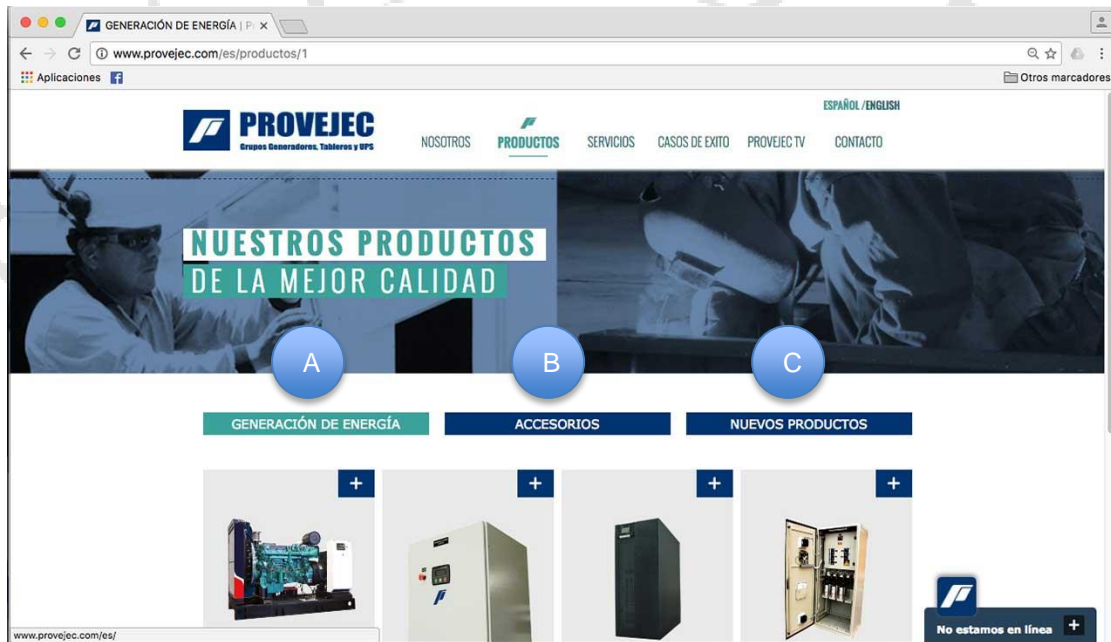 GENERACIÓN DE ENERGÍA | P
www.provejec.com/es/productos/1
Aplicaciones
Otros marcadores
ESPAÑOL /ENGLISH
PROVEJEC
Grupos Generadores, Tableros y UPS
NOSOTROS PRODUCTOS SERVICIOS CASOS DE EXITO PROVEJEC TV CONTACTO
NUESTROS PRODUCTOS
DE LA MEJOR CALIDAD
A B C
GENERACIÓN DE ENERGÍA ACCESORIOS NUEVOS PRODUCTOS
+ + + +
www.provejec.com/es/
No estamos en línea +